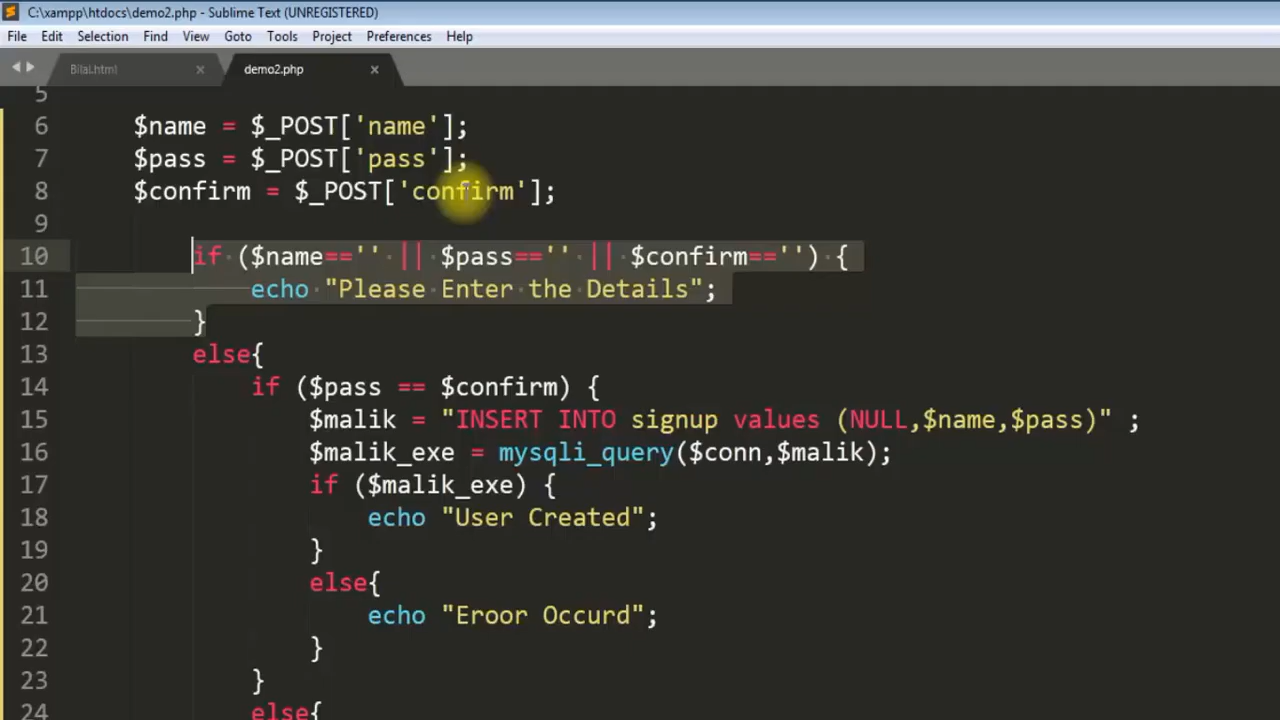 C:\xampp\htdocs\demo2.php - Sublime Text (UNREGISTERED)
File Edit Selection Find View Goto Tools Project Preferences Help
Bilal.html demo2.php
5
6 $name = $_POST['name'];
7 $pass = $_POST['pass'];
8 $confirm = $_POST['confirm'];
9
10 if ($name=='' || $pass=='' || $confirm=='') {
11 echo "Please Enter the Details";
12 }
13 else{
14 if ($pass == $confirm) {
15 $malik = "INSERT INTO signup values (NULL,$name,$pass)" ;
16 $malik_exe = mysqli_query($conn,$malik);
17 if ($malik_exe) {
18 echo "User Created";
19 }
20 else{
21 echo "Eroor Occurd";
22 }
23 }
24 else{